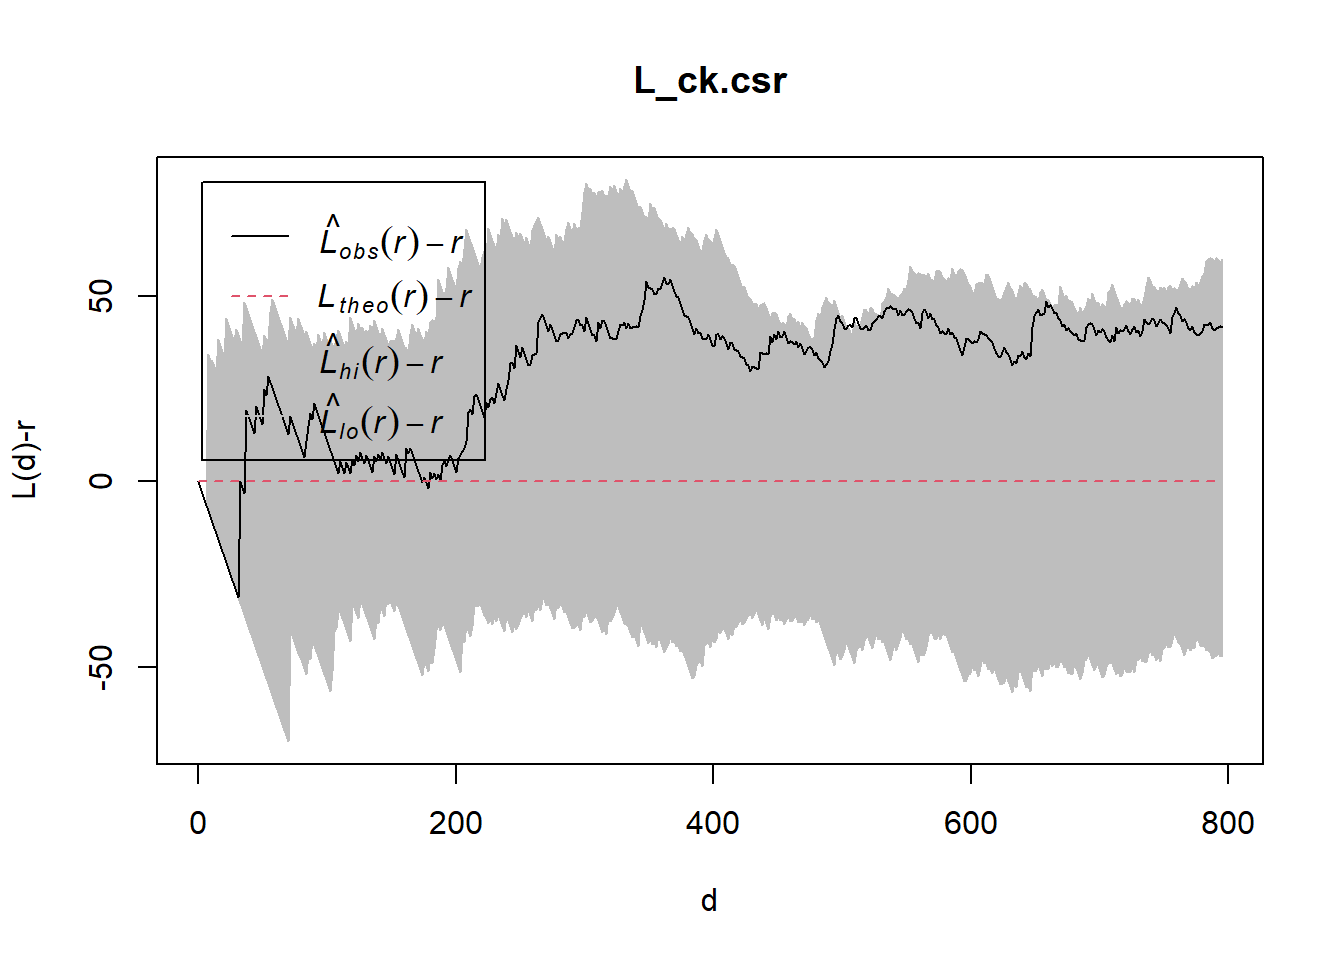 L_ck.csr
L̂obs(r) − r
Ltheo(r) − r
L̂hi(r) − r
L̂lo(r) − r
50
0
-50
L(d)-r
0 200 400 600 800
d